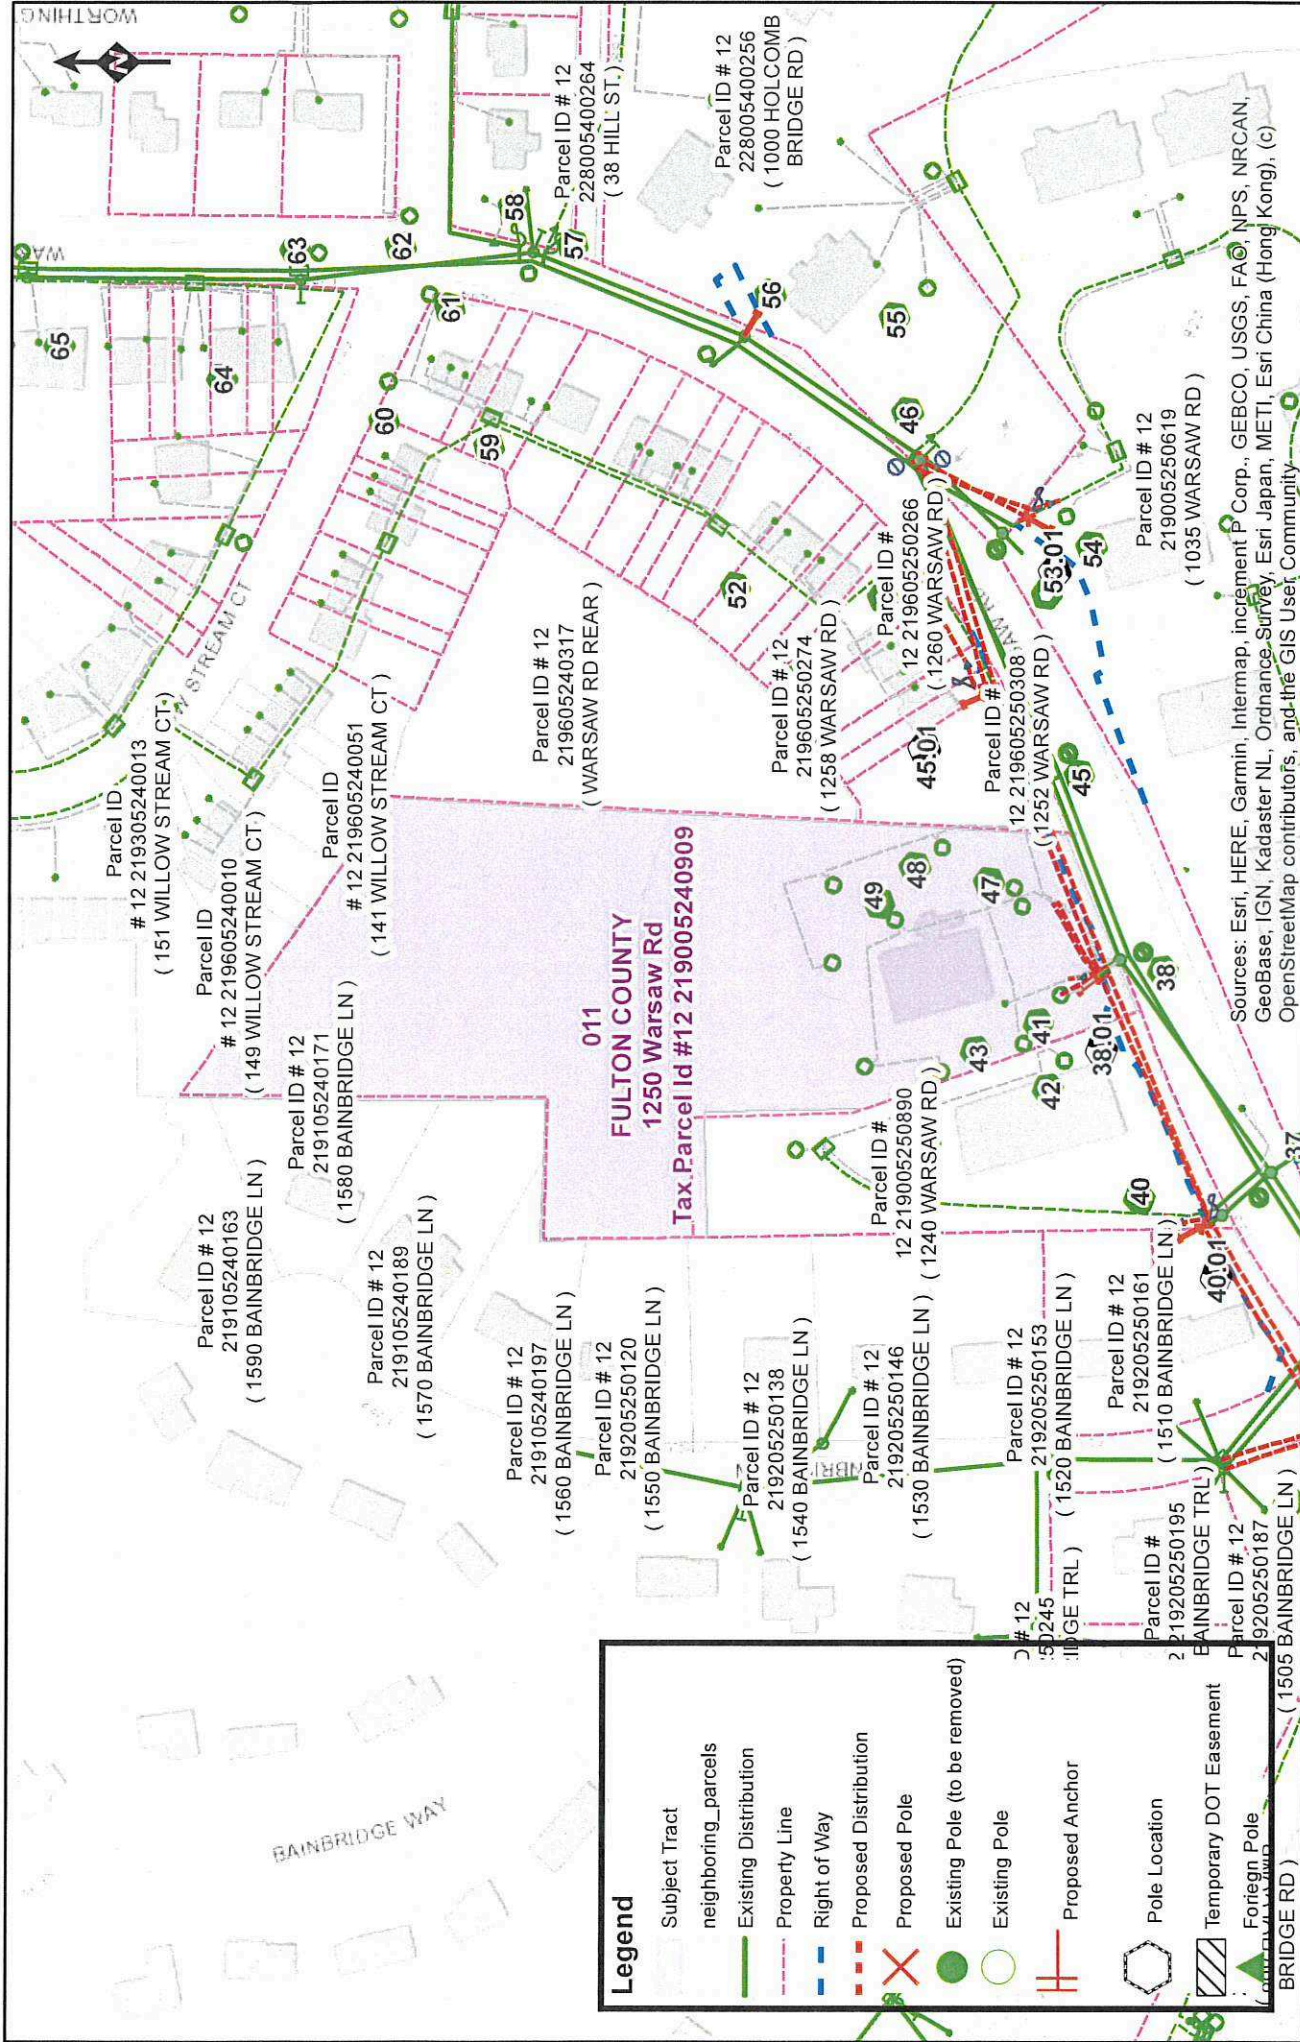 WORTHING
N
WA
Parcel ID # 12
228005400264
( 38 HILL ST.)
Parcel ID # 12
228005400256
( 1000 HOLCOMB
BRIDGE RD )
65
64
63
62
61
60
59
58
57
56
55
46
52
54
53.01
Parcel ID # 12
219005250619
( 1035 WARSAW RD )
Parcel ID
# 12 219305240013
( 151 WILLOW STREAM CT.)
W STREAM CT
Parcel ID
# 12 219605240010
( 149 WILLOW STREAM CT.)
Parcel ID
# 12 219605240051
( 141 WILLOW STREAM CT )
Parcel ID # 12
219605240317
( WARSAW RD REAR )
Parcel ID # 12
219605250274
( 1258 WARSAW RD )
Parcel ID #
12 219605250266
( 1260 WARSAW RD )
Parcel ID #
12 219605250308
( 1252 WARSAW RD )
AW RD
45.01
45
011
FULTON COUNTY
1250 Warsaw Rd
Tax Parcel Id #12 219005240909
49
48
47
43
41
42
38.01
38
40
40.01
37
Parcel ID # 12
219105240171
( 1580 BAINBRIDGE LN )
Parcel ID # 12
219105240163
( 1590 BAINBRIDGE LN )
Parcel ID # 12
219105240189
( 1570 BAINBRIDGE LN )
Parcel ID # 12
219105240197
( 1560 BAINBRIDGE LN )
Parcel ID # 12
219205250120
( 1550 BAINBRIDGE LN )
Parcel ID # 12
219205250138
( 1540 BAINBRIDGE LN )
Parcel ID # 12
219205250146
( 1530 BAINBRIDGE LN )
Parcel ID #
12 219005250890
( 1240 WARSAW RD )
Parcel ID # 12
219205250153
( 1520 BAINBRIDGE LN )
Parcel ID # 12
219205250161
( 1510 BAINBRIDGE LN )
Parcel ID #
2 219205250195
BAINBRIDGE TRL )
Parcel ID # 12
219205250187
( 1505 BAINBRIDGE LN )
D # 12
50245
IDGE TRL )
BAINBRIDGE WAY
Legend
Subject Tract
neighboring_parcels
Existing Distribution
Property Line
Right of Way
Proposed Distribution
Proposed Pole
Existing Pole (to be removed)
Existing Pole
Proposed Anchor
Pole Location
Temporary DOT Easement
Foriegn Pole
BRIDGE RD )
Sources: Esri, HERE, Garmin, Intermap, increment P Corp., GEBCO, USGS, FAO, NPS, NRCAN,
GeoBase, IGN, Kadaster NL, Ordnance Survey, Esri Japan, METI, Esri China (Hong Kong), (c)
OpenStreetMap contributors, and the GIS User Community